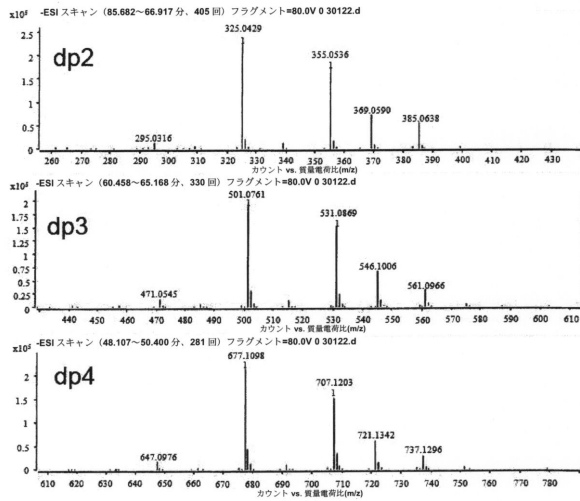 -ESI スキャン（85.682～66.917 分、405 回）フラグメント=80.0V 0 30122.d
x10⁵
dp2
325.0429
355.0536
369.0590
385.0638
295.0316
2.5
2
1.5
1
0.5
0
260 270 280 290 300 310 320 330 340 350 360 370 380 390 400 410 420 430
カウント vs. 質量電荷比(m/z)
-ESI スキャン（60.458～65.168 分、330 回）フラグメント=80.0V 0 30122.d
x10⁵
dp3
501.0761
531.0869
546.1006
561.0966
471.0545
2
1.75
1.5
1.25
1
0.75
0.5
0.25
0
440 450 460 470 480 490 500 510 520 530 540 550 560 570 580 590 600 610
カウント vs. 質量電荷比(m/z)
-ESI スキャン（48.107～50.400 分、281 回）フラグメント=80.0V 0 30122.d
x10⁵
dp4
677.1098
707.1203
721.1342
737.1296
647.0976
2
1.5
1
0.5
0
610 620 630 640 650 660 670 680 690 700 710 720 730 740 750 760 770 780
カウント vs. 質量電荷比(m/z)